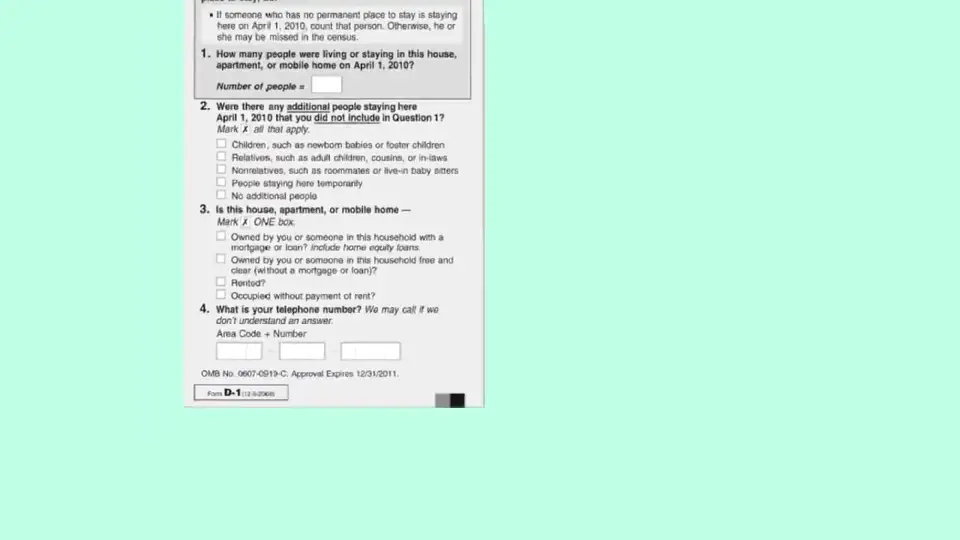 • If someone who has no permanent place to stay is staying
here on April 1, 2010, count that person. Otherwise, he or
she may be missed in the census.
1. How many people were living or staying in this house,
apartment, or mobile home on April 1, 2010?
Number of people =
2. Were there any additional people staying here
April 1, 2010 that you did not include in Question 1?
Mark X all that apply.
Children, such as newborn babies or foster children
Relatives, such as adult children, cousins, or in-laws
Nonrelatives, such as roommates or live-in baby sitters
People staying here temporarily
No additional people
3. Is this house, apartment, or mobile home —
Mark X ONE box.
Owned by you or someone in this household with a
mortgage or loan? Include home equity loans.
Owned by you or someone in this household free and
clear (without a mortgage or loan)?
Rented?
Occupied without payment of rent?
4. What is your telephone number? We may call if we
don't understand an answer.
Area Code + Number
OMB No. 0607-0919-C: Approval Expires 12/31/2011.
Form D-1